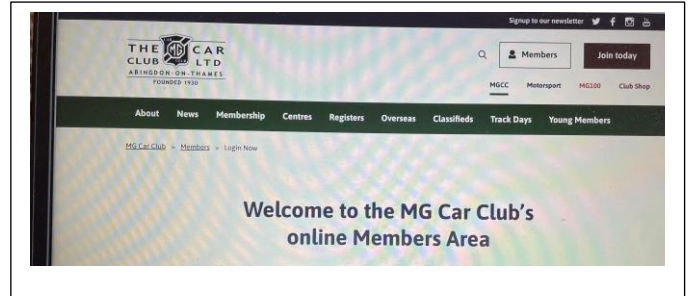 Signup to our newsletter
THE MG CAR
CLUB LTD
ABINGDON-ON-THAMES
FOUNDED 1930
Members
Join today
MGCC Motorsport MG100 Club Shop
About News Membership Centres Registers Overseas Classifieds Track Days Young Members
MG Car Club » Members » Login Now
Welcome to the MG Car Club’s
online Members Area